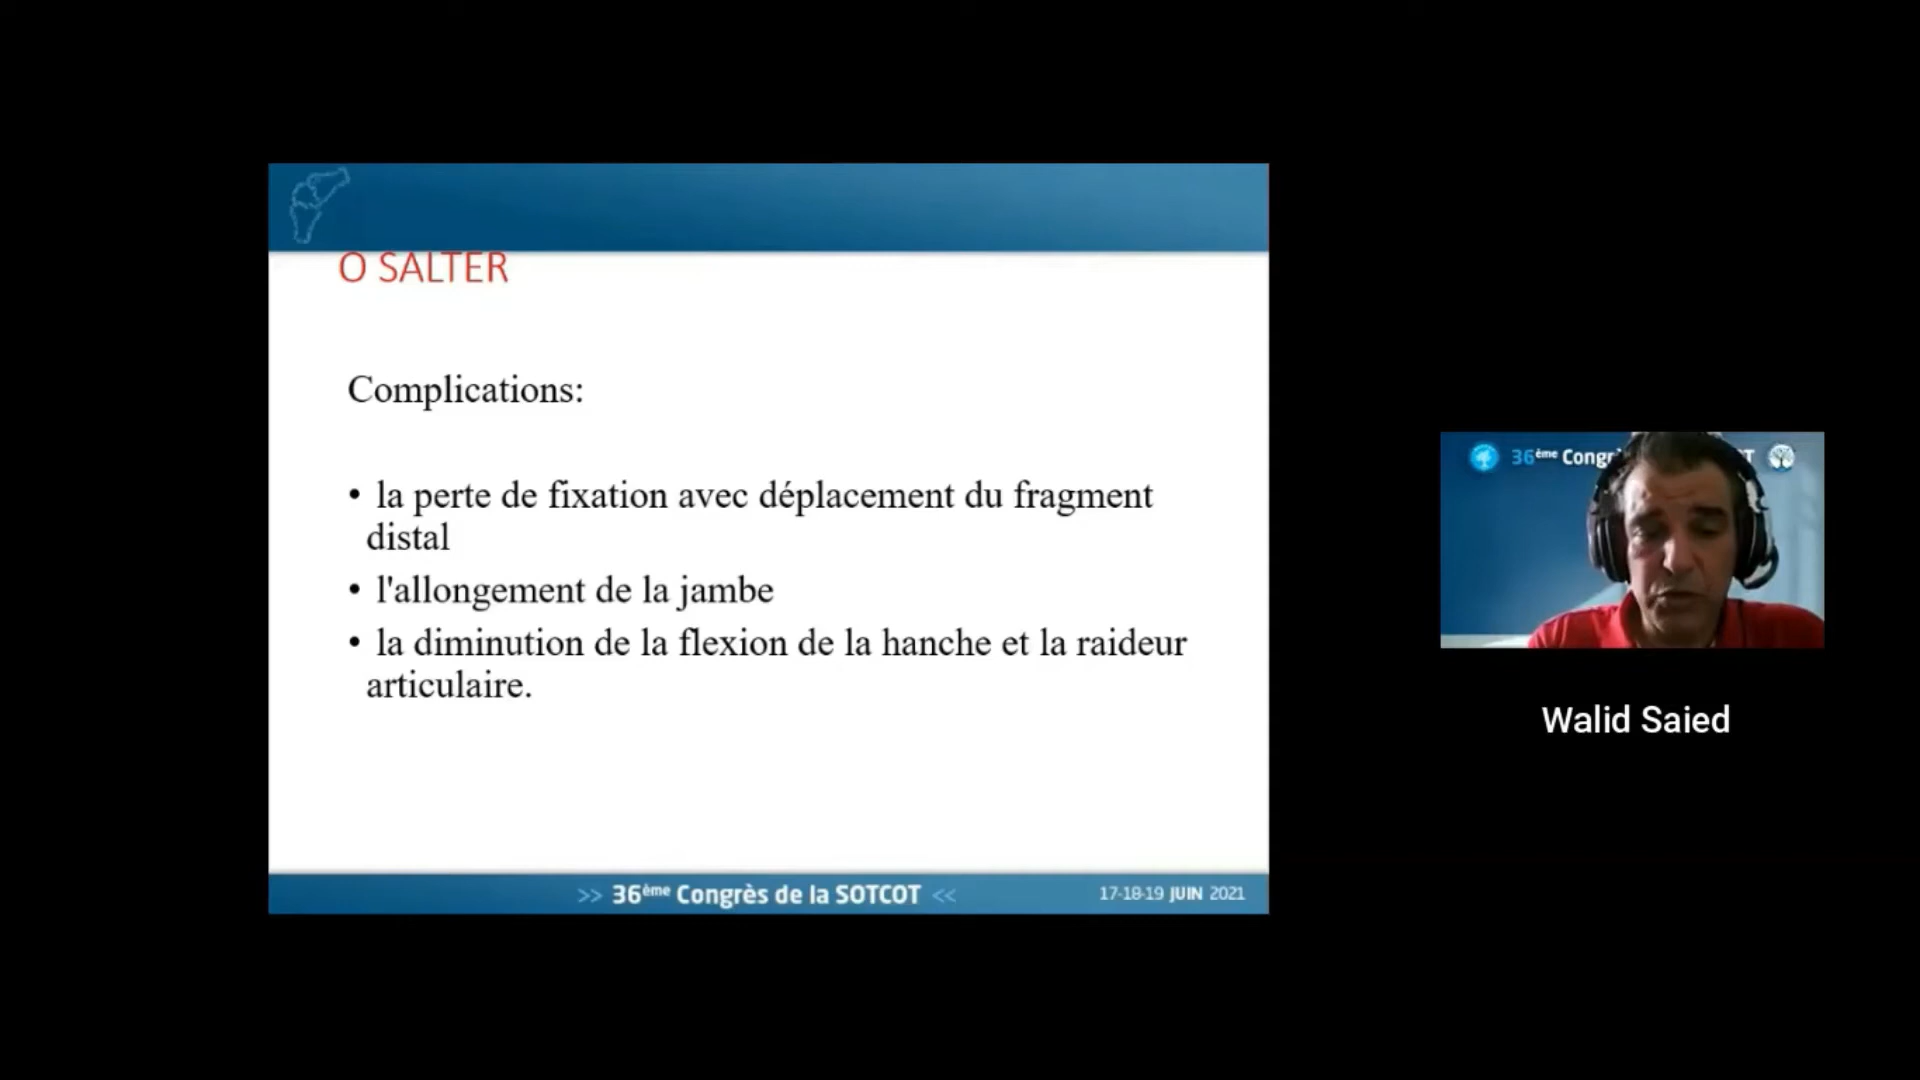 O SALTER
Complications:
• la perte de fixation avec déplacement du fragment
distal
• l'allongement de la jambe
• la diminution de la flexion de la hanche et la raideur
articulaire.
>> 36ème Congrès de la SOTCOT <<
17-18-19 JUIN 2021
36ème Congr
T
Walid Saied